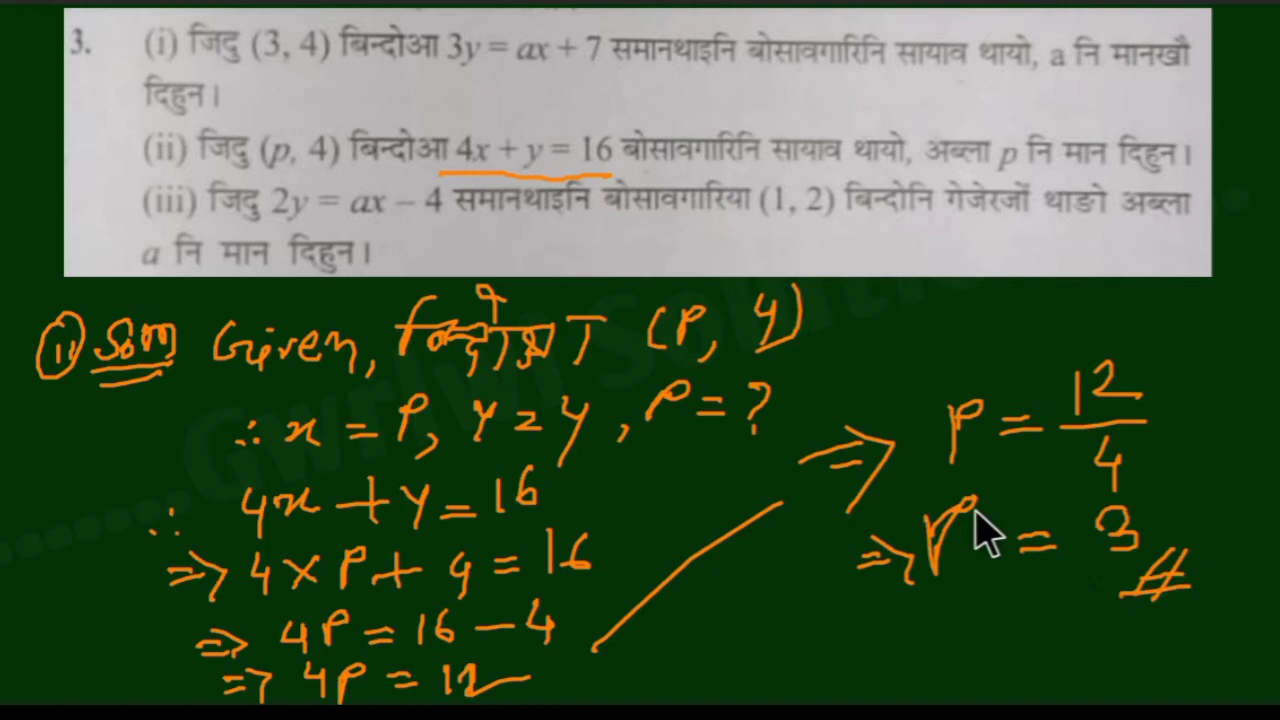 3. (i) जिदु (3, 4) बिन्दोआ 3y = ax + 7 समानथाइनि बोसावगारिनि सायाव थायो, a नि मानखौ
दिहुन।
(ii) जिदु (p, 4) बिन्दोआ 4x + y = 16 बोसावगारिनि सायाव थायो, अब्ला p नि मान दिहुन।
(iii) जिदु 2y = ax – 4 समानथाइनि बोसावगारिया (1, 2) बिन्दोनि गेजेरजों थाङो अब्ला
a नि मान दिहुन।
(ii) Soln Given, बिन्दोआ (P, 4)
∴ x = P, y = 4, P = ?
∴ 4x + y = 16
⇒ 4 × P + 4 = 16
⇒ 4P = 16 – 4
⇒ 4P = 12
⇒ P = 12/4
⇒ P = 3